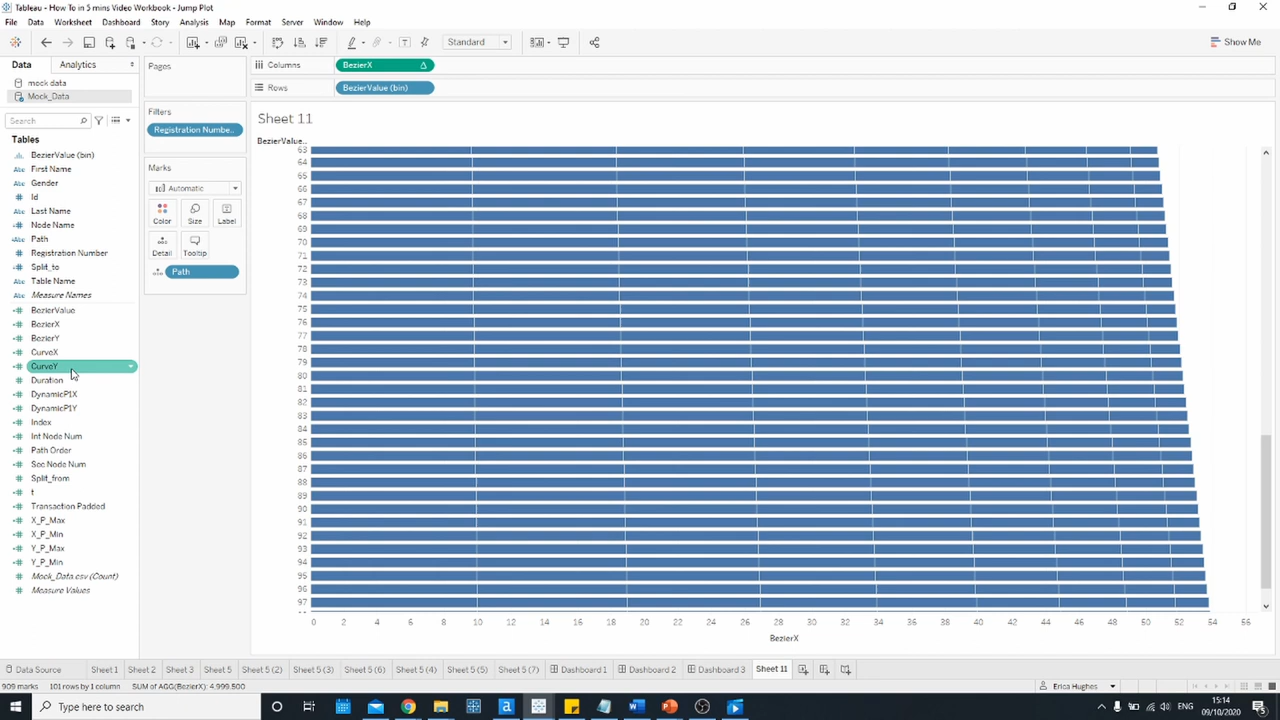 Tableau - How To in 5 mins Video Workbook - Jump Plot
File Data Worksheet Dashboard Story Analysis Map Format Server Window Help
Standard
Show Me
Data Analytics
Pages
Columns BezierX
mock data
Mock_Data
Rows BezierValue (bin)
Filters
Search
Sheet 11
Registration Numbe..
Tables
BezierValue..
BezierValue (bin)
Abc First Name
Abc Gender
Id
Abc Last Name
Abc Node Name
Abc Path
Abc Registration Number
Split_to
Abc Table Name
Abc Measure Names
BezierValue
BezierX
BezierY
CurveX
CurveY
Duration
DynamicP1X
DynamicP1Y
Index
Int Node Num
Path Order
Sec Node Num
Split_from
t
Transaction Padded
X_P_Max
X_P_Min
Y_P_Max
Y_P_Min
Mock_Data.csv (Count)
Measure Values
Marks
Automatic
Color Size Label
Detail Tooltip
Path
63
64
65
66
67
68
69
70
71
72
73
74
75
76
77
78
79
80
81
82
83
84
85
86
87
88
89
90
91
92
93
94
95
96
97
0 2 4 6 8 10 12 14 16 18 20 22 24 26 28 30 32 34 36 38 40 42 44 46 48 50 52 54 56
BezierX
Data Source Sheet 1 Sheet 2 Sheet 3 Sheet 5 Sheet 5 (2) Sheet 5 (3) Sheet 5 (6) Sheet 5 (4) Sheet 5 (5) Sheet 5 (7) Dashboard 1 Dashboard 2 Dashboard 3 Sheet 11
909 marks 101 rows by 1 column SUM of AGG(BezierX): 4,999.500
Erica Hughes
Type here to search
15:14
09/10/2020